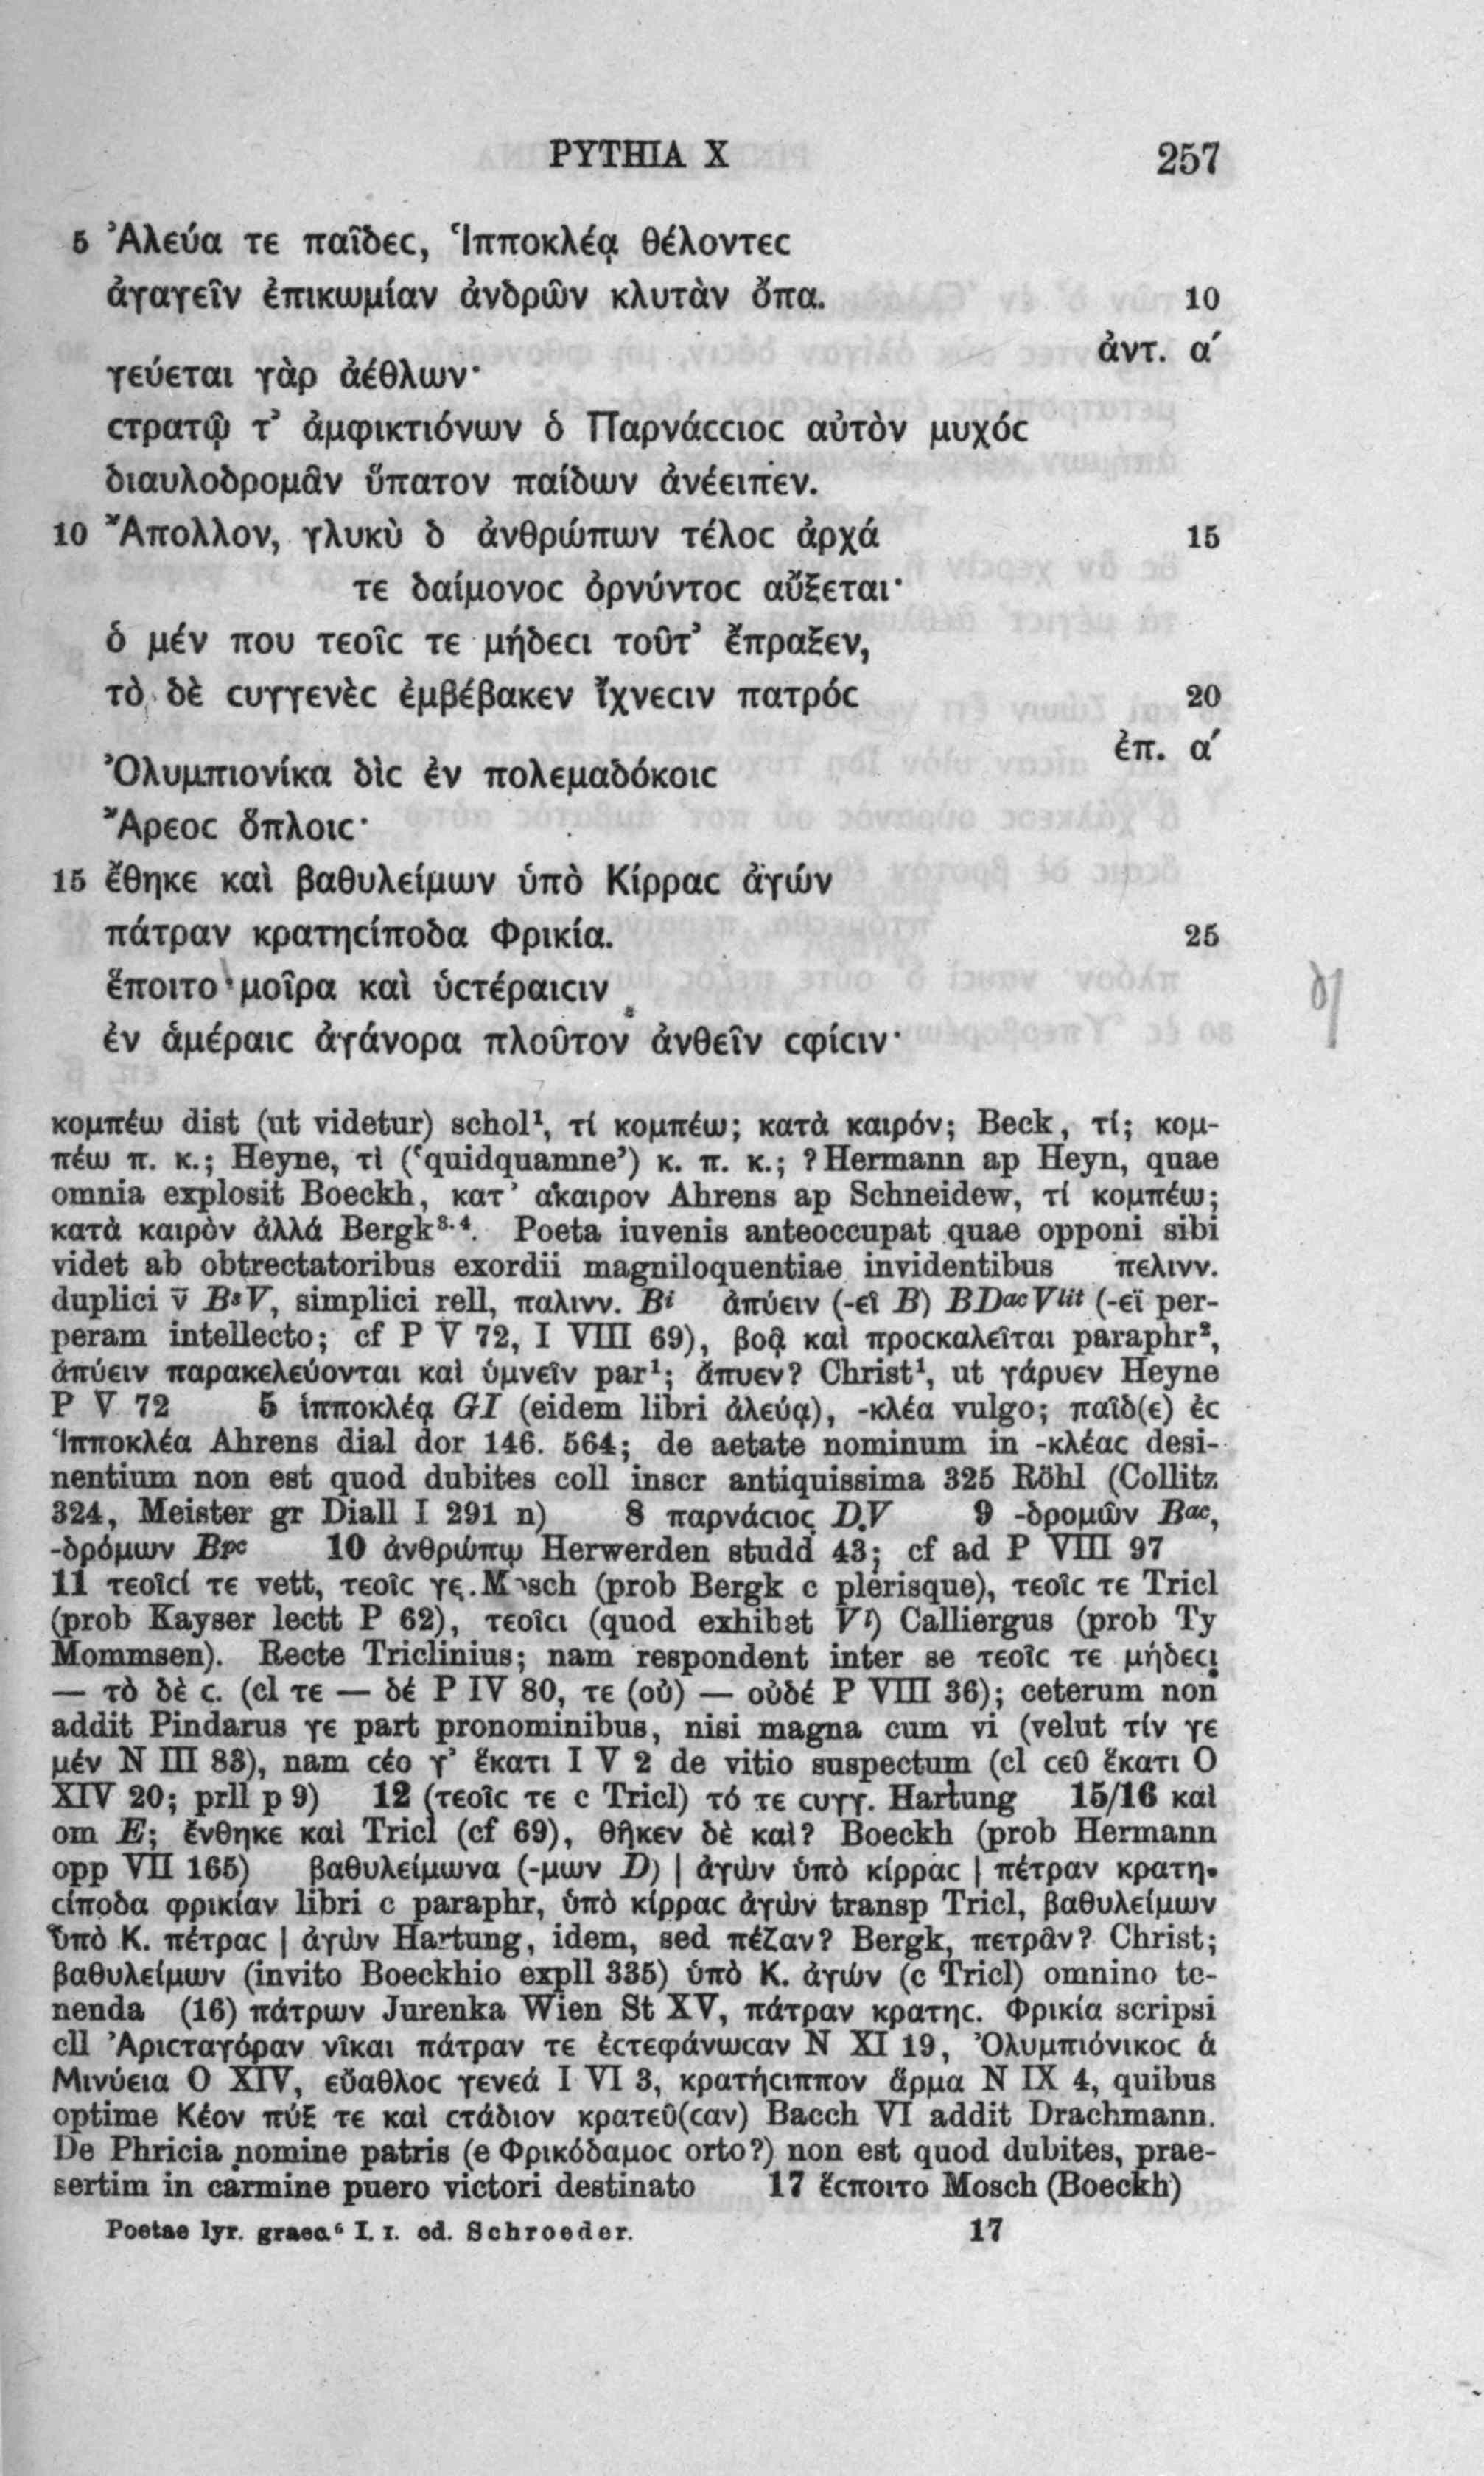 PYTHIA X 257
5 Ἀλεύα τε παῖδεϲ, Ἱπποκλέᾳ θέλοντεϲ
ἀγαγεῖν ἐπικωμίαν ἀνδρῶν κλυτὰν ὄπα. 10
ἀντ. α´
γεύεται γὰρ ἀέθλων·
ϲτρατῷ τ’ ἀμφικτιόνων ὁ Παρνάϲϲιοϲ αὐτὸν μυχόϲ
διαυλοδρομᾶν ὕπατον παίδων ἀνέειπεν.
10 Ἄπολλον, γλυκὺ δ ἀνθρώπων τέλοϲ ἀρχά 15
τε δαίμονοϲ ὀρνύντοϲ αὔξεται·
ὁ μέν που τεοῖϲ τε μήδεϲι τοῦτ’ ἔπραξεν,
τὸ δὲ ϲυγγενὲϲ ἐμβέβακεν ἴχνεϲιν πατρόϲ 20
ἐπ. α´
Ὀλυμπιονίκα δὶϲ ἐν πολεμαδόκοιϲ
Ἄρεοϲ ὅπλοιϲ·
15 ἔθηκε καὶ βαθυλείμων ὑπὸ Κίρραϲ ἀγών
πάτραν κρατηϲίποδα Φρικία. 25
ἕποιτο μοῖρα καὶ ὑϲτέραιϲιν
ἐν ἁμέραιϲ ἀγάνορα πλοῦτον ἀνθεῖν ϲφίϲιν·
κομπέω dist (ut videtur) schol¹, τί κομπέω; κατὰ καιρόν; Beck, τί; κομ-
πέω π. κ.; Heyne, τὶ (‘quidquamne’) κ. π. κ.; ? Hermann ap Heyn, quae
omnia explosit Boeckh, κατ’ ἄκαιρον Ahrens ap Schneidew, τί κομπέω;
κατὰ καιρὸν ἀλλά Bergk³·⁴. Poeta iuvenis anteoccupat quae opponi sibi
videt ab obtrectatoribus exordii magniloquentiae invidentibus πελινν.
duplici ν̄ BsV, simplici rell, παλινν. Bi ἀπύειν (-εῖ B) BDacVlit (-εϊ per-
peram intellecto; cf P V 72, I VIII 69), βοᾷ καὶ προϲκαλεῖται paraphr²,
ἀπύειν παρακελεύονται καὶ ὑμνεῖν par¹; ἄπυεν? Christ¹, ut γάρυεν Heyne
P V 72 5 ἱπποκλέᾳ GI (eidem libri ἀλεύᾳ), -κλέα vulgo; παῖδ(ε) ἐϲ
Ἱπποκλέα Ahrens dial dor 146. 564; de aetate nominum in -κλέαϲ desi-
nentium non est quod dubites coll inscr antiquissima 325 Röhl (Collitz
324, Meister gr Diall I 291 n) 8 παρνάϲιοϲ D.V 9 -δρομῶν Bac,
-δρόμων Bpc 10 ἀνθρώπῳ Herwerden studd 43; cf ad P VIII 97
11 τεοῖϲί τε vett, τεοῖϲ γε Mosch (prob Bergk c plerisque), τεοῖϲ τε Tricl
(prob Kayser lectt P 62), τεοῖϲι (quod exhibet Vl) Calliergus (prob Ty
Mommsen). Recte Triclinius; nam respondent inter se τεοῖϲ τε μήδεϲι
— τὸ δὲ ϲ. (cl τε — δέ P IV 80, τε (οὐ) — οὐδέ P VIII 36); ceterum non
addit Pindarus γε part pronominibus, nisi magna cum vi (velut τίν γε
μέν N III 83), nam ϲέο γ’ ἕκατι I V 2 de vitio suspectum (cl ϲεῦ ἕκατι O
XIV 20; prll p 9) 12 (τεοῖϲ τε c Tricl) τό τε ϲυγγ. Hartung 15/16 καὶ
om E; ἔνθηκε καὶ Tricl (cf 69), θῆκεν δὲ καὶ? Boeckh (prob Hermann
opp VII 165) βαθυλείμωνα (-μων D) | ἀγὼν ὑπὸ κίρραϲ | πέτραν κρατη-
ϲίποδα φρικίαν libri c paraphr, ὑπὸ κίρραϲ ἀγὼν transp Tricl, βαθυλείμων
ὑπὸ Κ. πέτραϲ | ἀγὼν Hartung, idem, sed πέζαν? Bergk, πετρᾶν? Christ;
βαθυλείμων (invito Boeckhio expll 335) ὑπὸ Κ. ἀγών (c Tricl) omnino te-
nenda (16) πάτρων Jurenka Wien St XV, πάτραν κρατηϲ. Φρικία scripsi
cll Ἀριϲταγόραν νῖκαι πάτραν τε ἐϲτεφάνωϲαν N XI 19, Ὀλυμπιόνικοϲ ἁ
Μινύεια O XIV, εὔαθλοϲ γενεά I VI 3, κρατήϲιππον ἅρμα N IX 4, quibus
optime Κέον πύξ τε καὶ ϲτάδιον κρατεῦ(ϲαν) Bacch VI addit Drachmann.
De Phricia nomine patris (e Φρικόδαμοϲ orto?) non est quod dubites, prae-
sertim in carmine puero victori destinato 17 ἕϲποιτο Mosch (Boeckh)
Poetae lyr. graec.⁶ I. 1. ed. Schroeder. 17